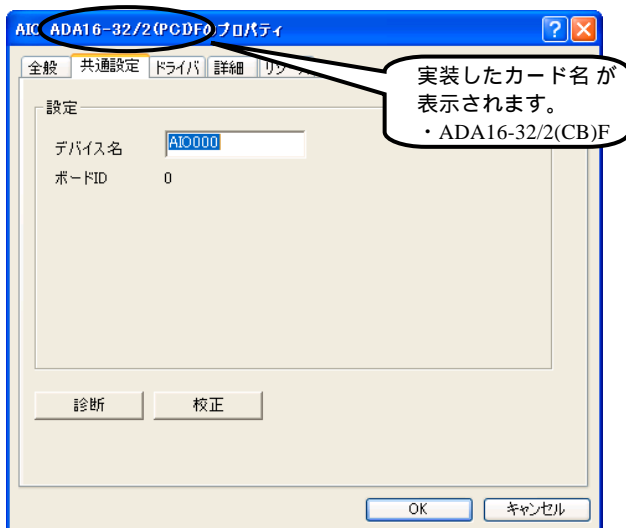 AIO ADA16-32/2(PCI)Fのプロパティ
全般 共通設定 ドライバ 詳細
実装したカード名 が
表示されます。
・ADA16-32/2(CB)F
設定
デバイス名 AIO000
ボードID 0
診断 校正
OK キャンセル